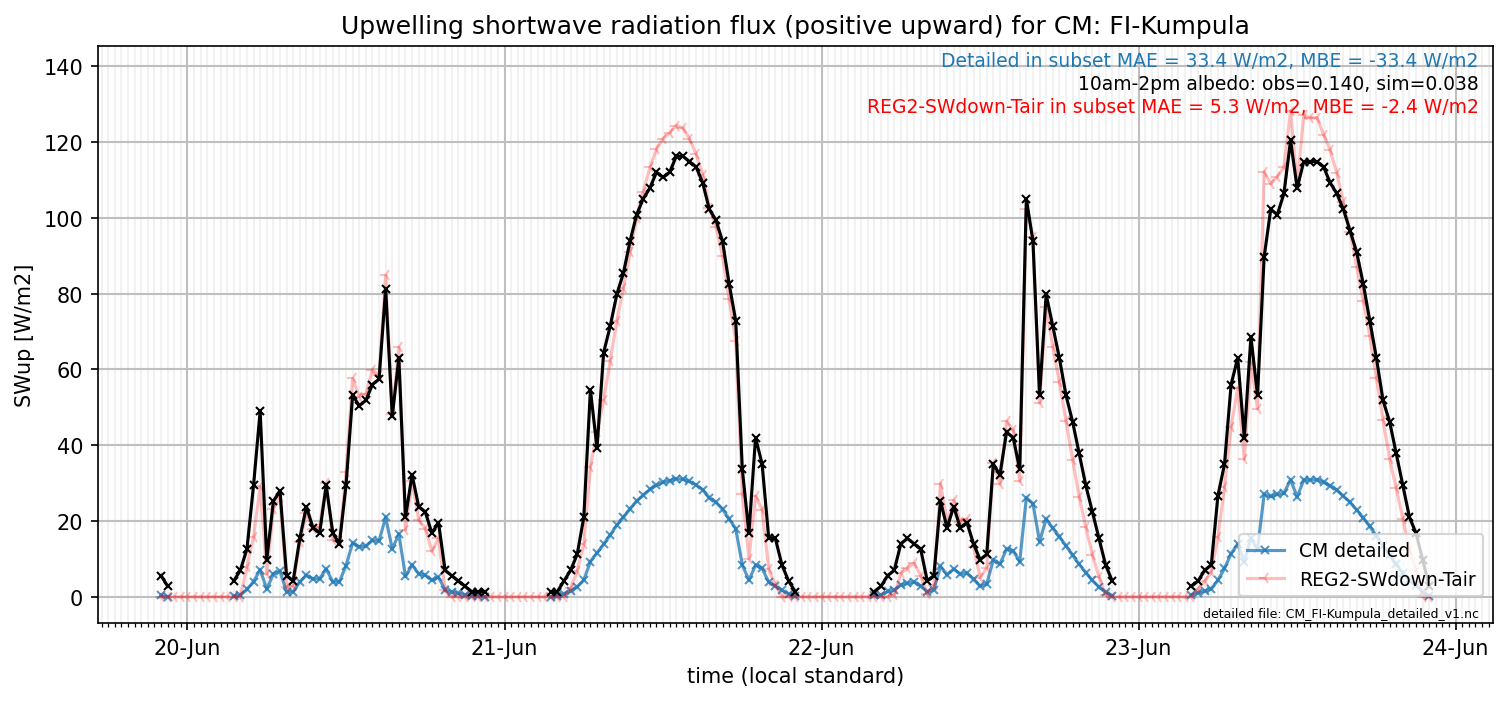 Upwelling shortwave radiation flux (positive upward) for CM: FI-Kumpula
Detailed in subset MAE = 33.4 W/m2, MBE = -33.4 W/m2
10am-2pm albedo: obs=0.140, sim=0.038
REG2-SWdown-Tair in subset MAE = 5.3 W/m2, MBE = -2.4 W/m2
SWup [W/m2]
140
120
100
80
60
40
20
0
CM detailed
REG2-SWdown-Tair
detailed file: CM_FI-Kumpula_detailed_v1.nc
20-Jun 21-Jun 22-Jun 23-Jun 24-Jun
time (local standard)